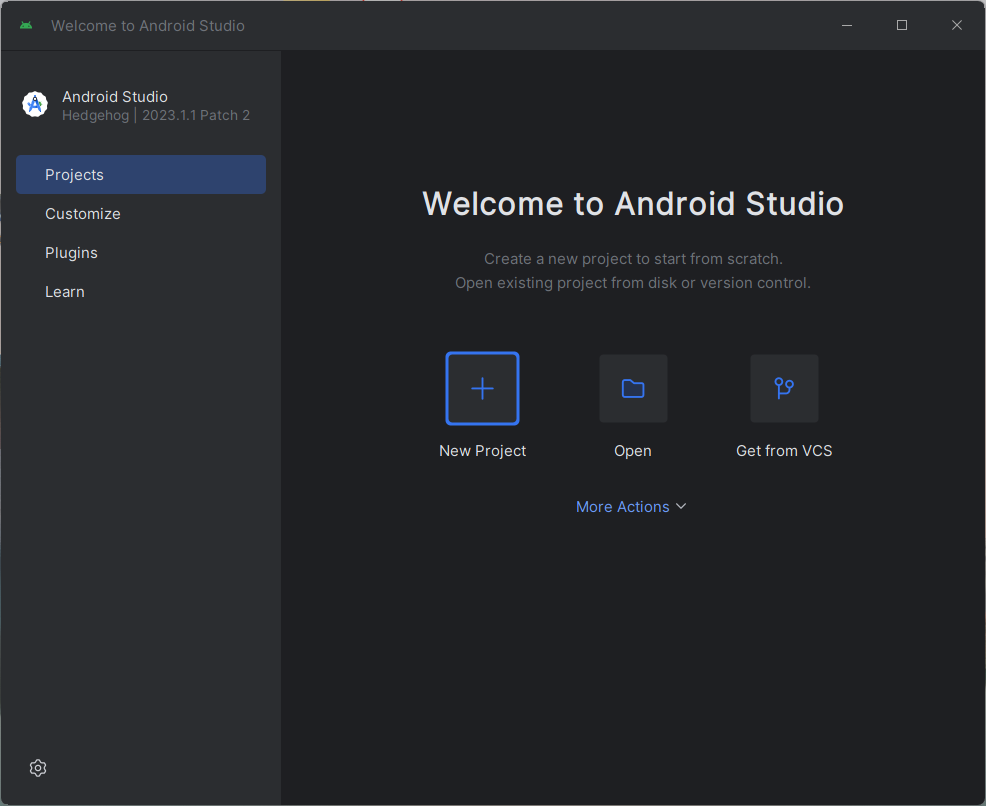 Welcome to Android Studio
Android Studio
Hedgehog | 2023.1.1 Patch 2
Projects
Customize
Plugins
Learn
Welcome to Android Studio
Create a new project to start from scratch.
Open existing project from disk or version control.
New Project
Open
Get from VCS
More Actions